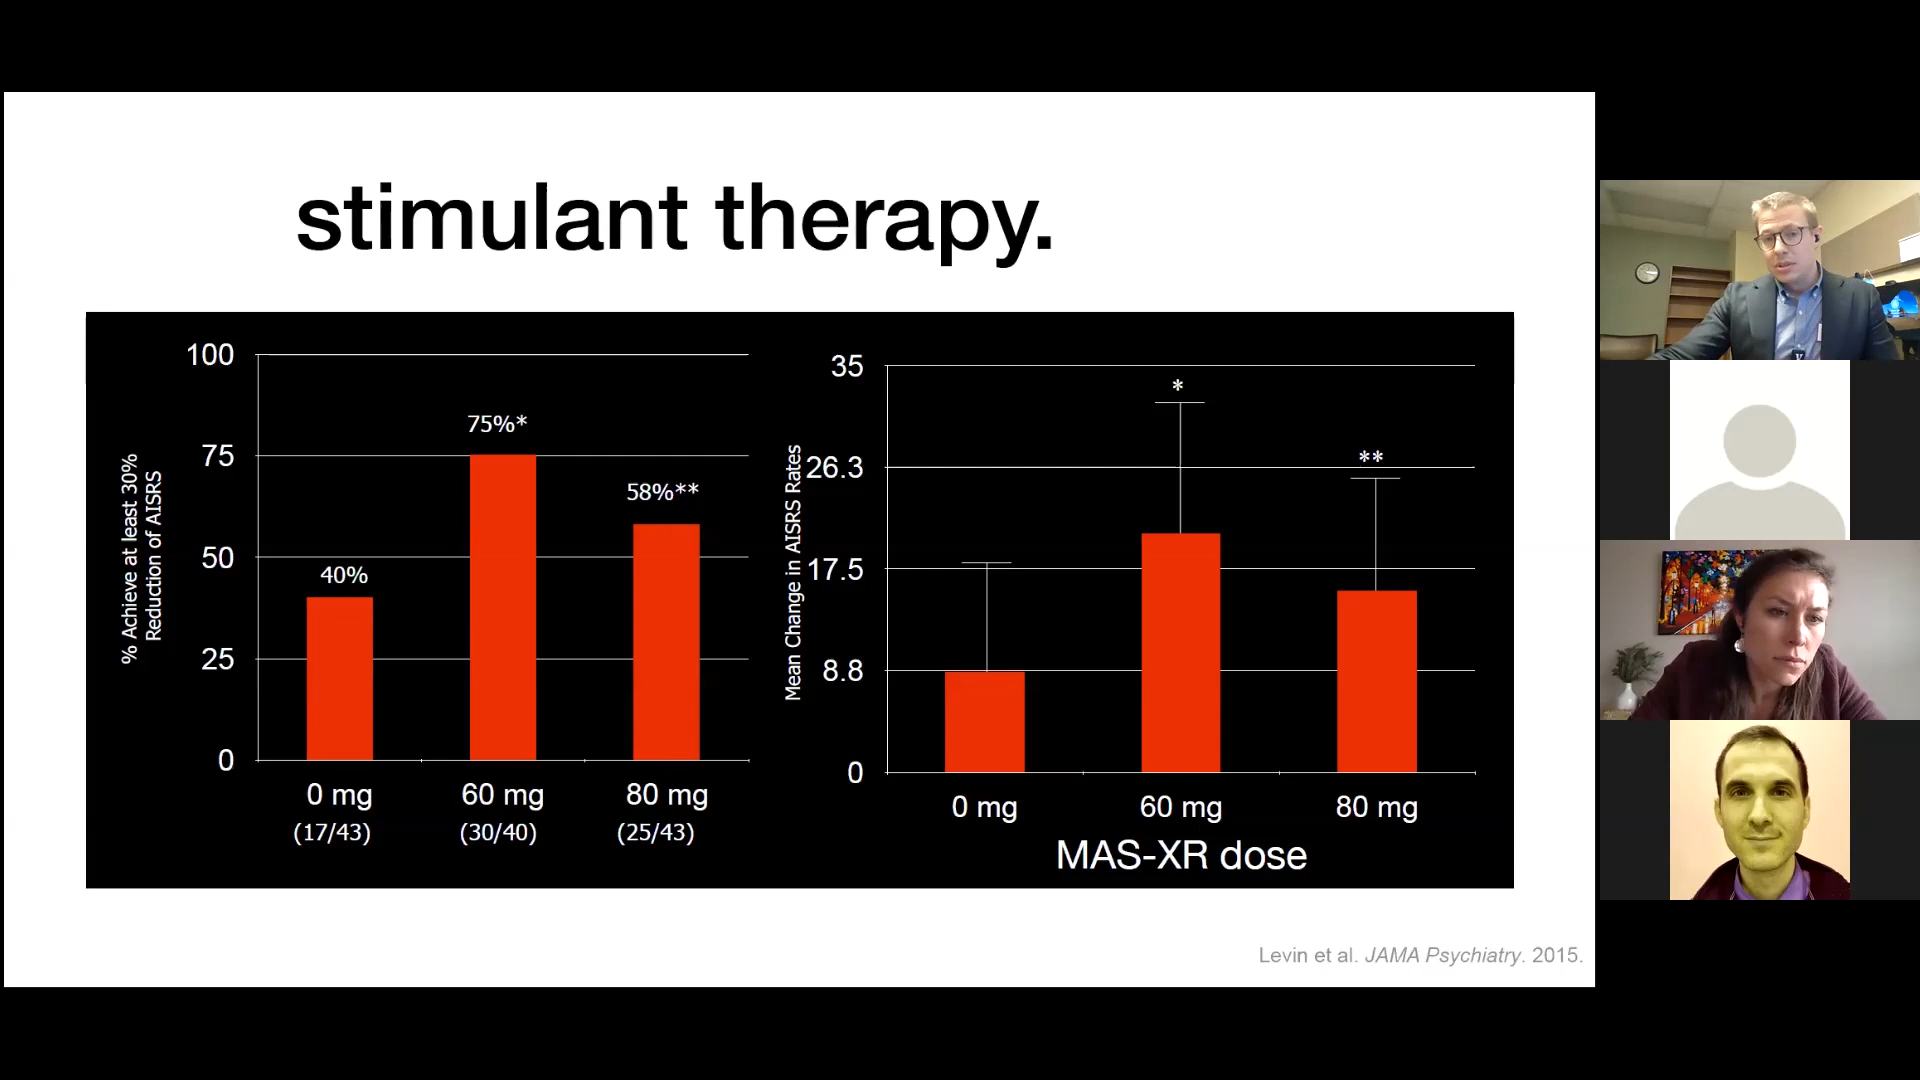 stimulant therapy.
% Achieve at least 30%
Reduction of AISRS
100
75
50
25
0
40%
75%*
58%**
0 mg
60 mg
80 mg
(17/43)
(30/40)
(25/43)
Mean Change in AISRS Rates
35
26.3
17.5
8.8
0
*
**
0 mg
60 mg
80 mg
MAS-XR dose
Levin et al. JAMA Psychiatry. 2015.